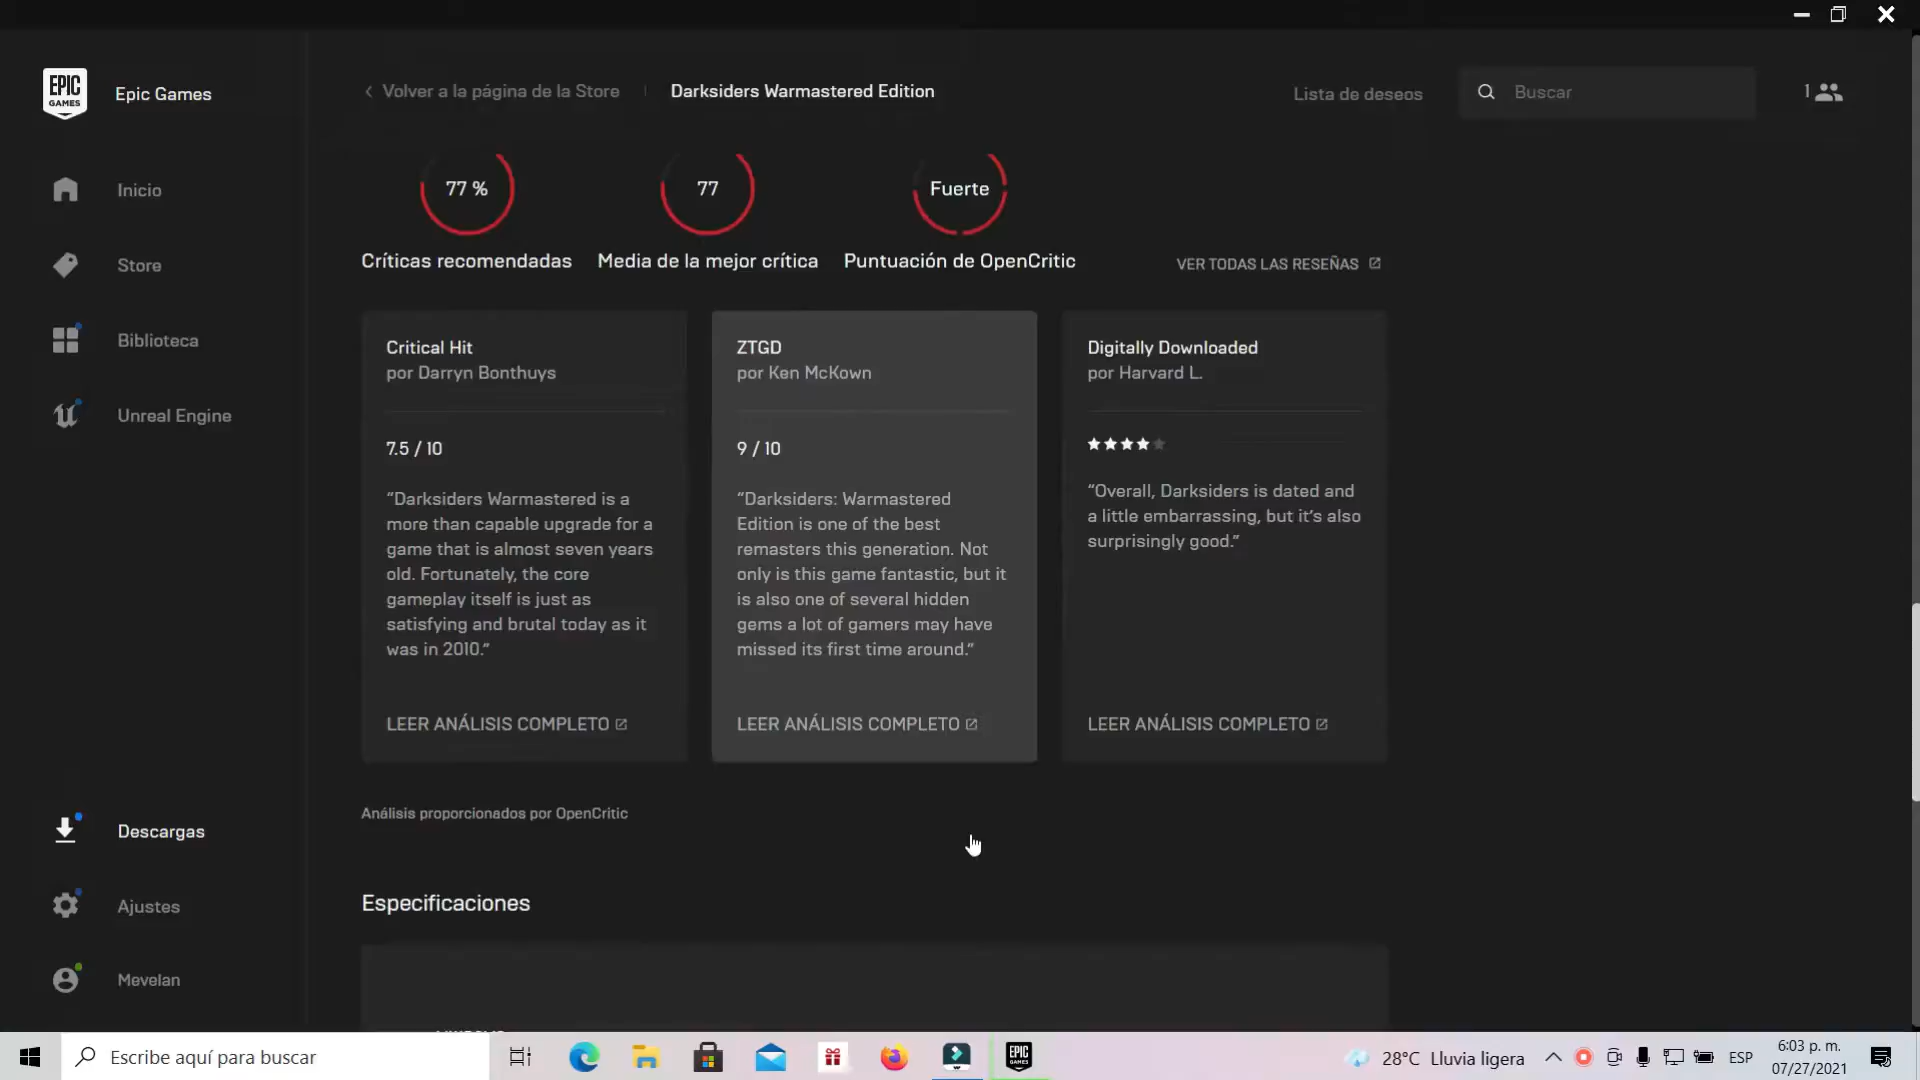 EPIC
GAMES
Epic Games
Volver a la página de la Store
Darksiders Warmastered Edition
Lista de deseos
Buscar
1
Inicio
Store
Biblioteca
Unreal Engine
Descargas
Ajustes
Mevelan
77 %
77
Fuerte
Críticas recomendadas
Media de la mejor crítica
Puntuación de OpenCritic
VER TODAS LAS RESEÑAS
Critical Hit
por Darryn Bonthuys
7.5 / 10
“Darksiders Warmastered is a
more than capable upgrade for a
game that is almost seven years
old. Fortunately, the core
gameplay itself is just as
satisfying and brutal today as it
was in 2010.”
LEER ANÁLISIS COMPLETO
ZTGD
por Ken McKown
9 / 10
“Darksiders: Warmastered
Edition is one of the best
remasters this generation. Not
only is this game fantastic, but it
is also one of several hidden
gems a lot of gamers may have
missed its first time around.”
LEER ANÁLISIS COMPLETO
Digitally Downloaded
por Harvard L.
“Overall, Darksiders is dated and
a little embarrassing, but it’s also
surprisingly good.”
LEER ANÁLISIS COMPLETO
Análisis proporcionados por OpenCritic
Especificaciones
Escribe aquí para buscar
EPIC
GAMES
28°C Lluvia ligera
ESP
6:03 p. m.
07/27/2021